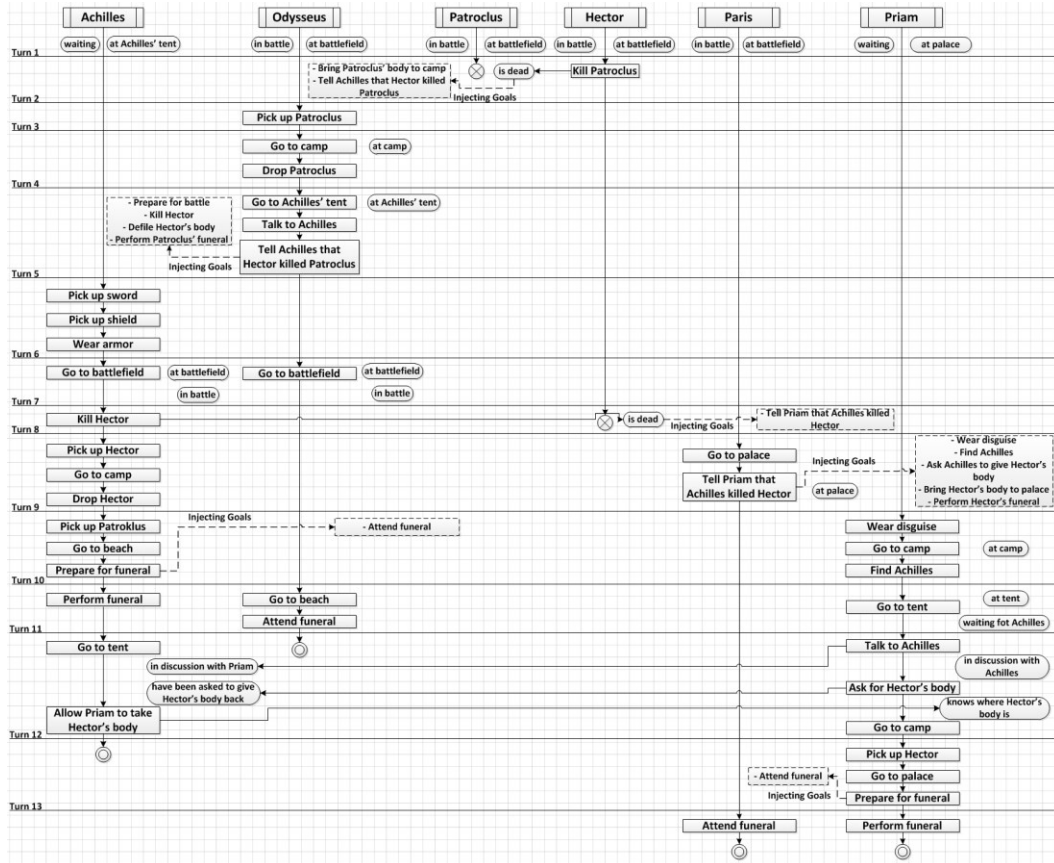 Achilles
Odysseus
Patroclus
Hector
Paris
Priam
waiting
at Achilles' tent
in battle
at battlefield
in battle
at battlefield
in battle
at battlefield
in battle
at battlefield
waiting
at palace
Turn 1
- Bring Patroclus' body to camp
- Tell Achilles that Hector killed
Patroclus
is dead
Kill Patroclus
Injecting Goals
Turn 2
Pick up Patroclus
Turn 3
Go to camp
at camp
Drop Patroclus
Turn 4
- Prepare for battle
- Kill Hector
- Defile Hector's body
- Perform Patroclus' funeral
Go to Achilles' tent
at Achilles' tent
Talk to Achilles
Tell Achilles that
Hector killed Patroclus
Injecting Goals
Turn 5
Pick up sword
Pick up shield
Wear armor
Turn 6
Go to battlefield
at battlefield
Go to battlefield
at battlefield
in battle
in battle
Turn 7
Kill Hector
is dead
Injecting Goals
- Tell Priam that Achilles killed
Hector
Turn 8
Pick up Hector
Go to camp
Drop Hector
Go to palace
Tell Priam that
Achilles killed Hector
at palace
Injecting Goals
- Wear disguise
- Find Achilles
- Ask Achilles to give Hector's
body
- Bring Hector's body to palace
- Perform Hector's funeral
Turn 9
Pick up Patroklus
Injecting Goals
- Attend funeral
Wear disguise
Go to beach
Go to camp
at camp
Prepare for funeral
Find Achilles
Turn 10
Perform funeral
Go to beach
Go to tent
at tent
Attend funeral
waiting fot Achilles
Turn 11
Go to tent
Talk to Achilles
in discussion with Priam
in discussion with
Achilles
have been asked to give
Hector's body back
Ask for Hector's body
Allow Priam to take
Hector's body
knows where Hector's
body is
Go to camp
Turn 12
Pick up Hector
- Attend funeral
Go to palace
Injecting Goals
Prepare for funeral
Turn 13
Attend funeral
Perform funeral